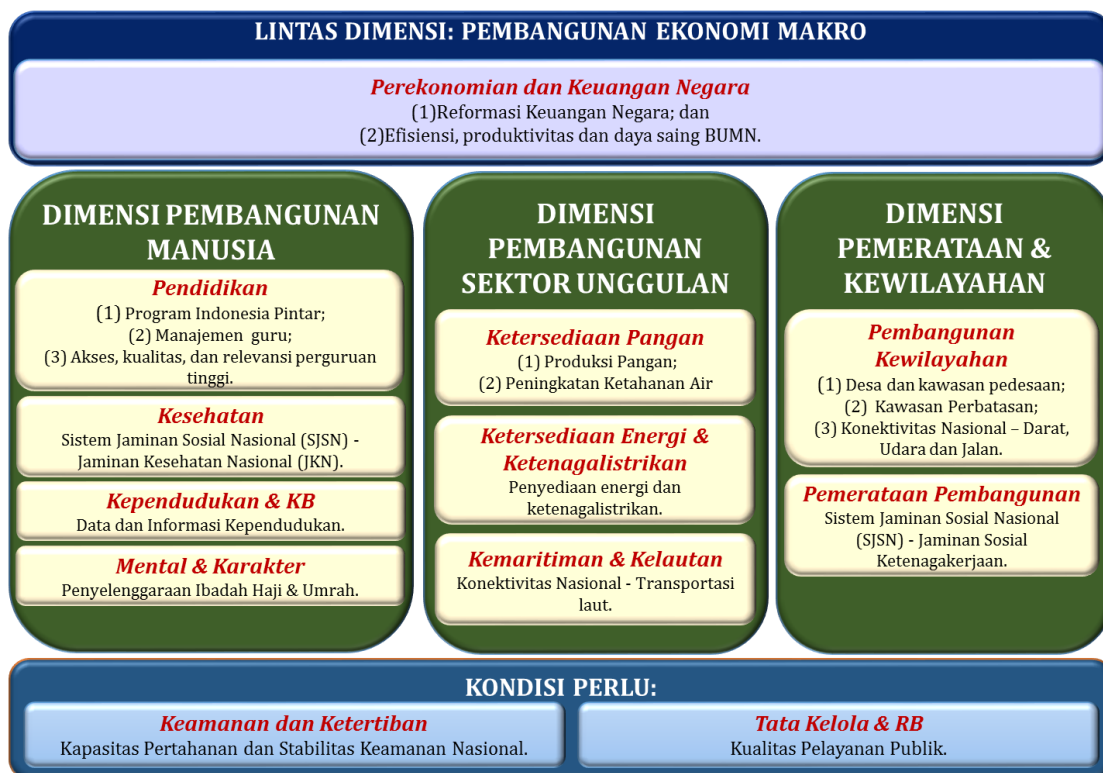 LINTAS DIMENSI: PEMBANGUNAN EKONOMI MAKRO
Perekonomian dan Keuangan Negara
(1)Reformasi Keuangan Negara; dan
(2)Efisiensi, produktivitas dan daya saing BUMN.
DIMENSI PEMBANGUNAN
MANUSIA
Pendidikan
(1) Program Indonesia Pintar;
(2) Manajemen guru;
(3) Akses, kualitas, dan relevansi perguruan
tinggi.
Kesehatan
Sistem Jaminan Sosial Nasional (SJSN) -
Jaminan Kesehatan Nasional (JKN).
Kependudukan & KB
Data dan Informasi Kependudukan.
Mental & Karakter
Penyelenggaraan Ibadah Haji & Umrah.
DIMENSI
PEMBANGUNAN
SEKTOR UNGGULAN
Ketersediaan Pangan
(1) Produksi Pangan;
(2) Peningkatan Ketahanan Air
Ketersediaan Energi &
Ketenagalistrikan
Penyediaan energi dan
ketenagalistrikan.
Kemaritiman & Kelautan
Konektivitas Nasional - Transportasi
laut.
DIMENSI
PEMERATAAN &
KEWILAYAHAN
Pembangunan
Kewilayahan
(1) Desa dan kawasan pedesaan;
(2) Kawasan Perbatasan;
(3) Konektivitas Nasional – Darat,
Udara dan Jalan.
Pemerataan Pembangunan
Sistem Jaminan Sosial Nasional
(SJSN) - Jaminan Sosial
Ketenagakerjaan.
KONDISI PERLU:
Keamanan dan Ketertiban
Kapasitas Pertahanan dan Stabilitas Keamanan Nasional.
Tata Kelola & RB
Kualitas Pelayanan Publik.